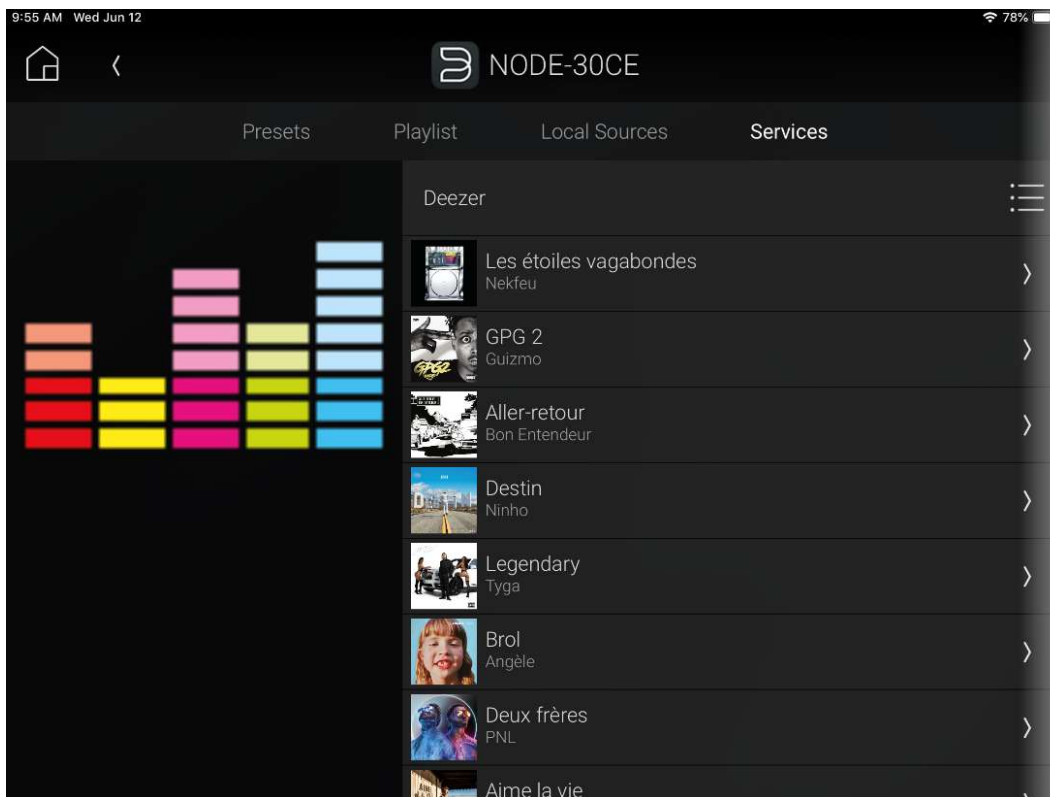 9:55 AM Wed Jun 12
78%
NODE-30CE
Presets Playlist Local Sources Services
Deezer
Les étoiles vagabondes
Nekfeu
GPG 2
Guizmo
GPG2
Aller-retour
Bon Entendeur
Destin
Ninho
Legendary
Tyga
Brol
Angèle
Deux frères
PNL
Aime la vie